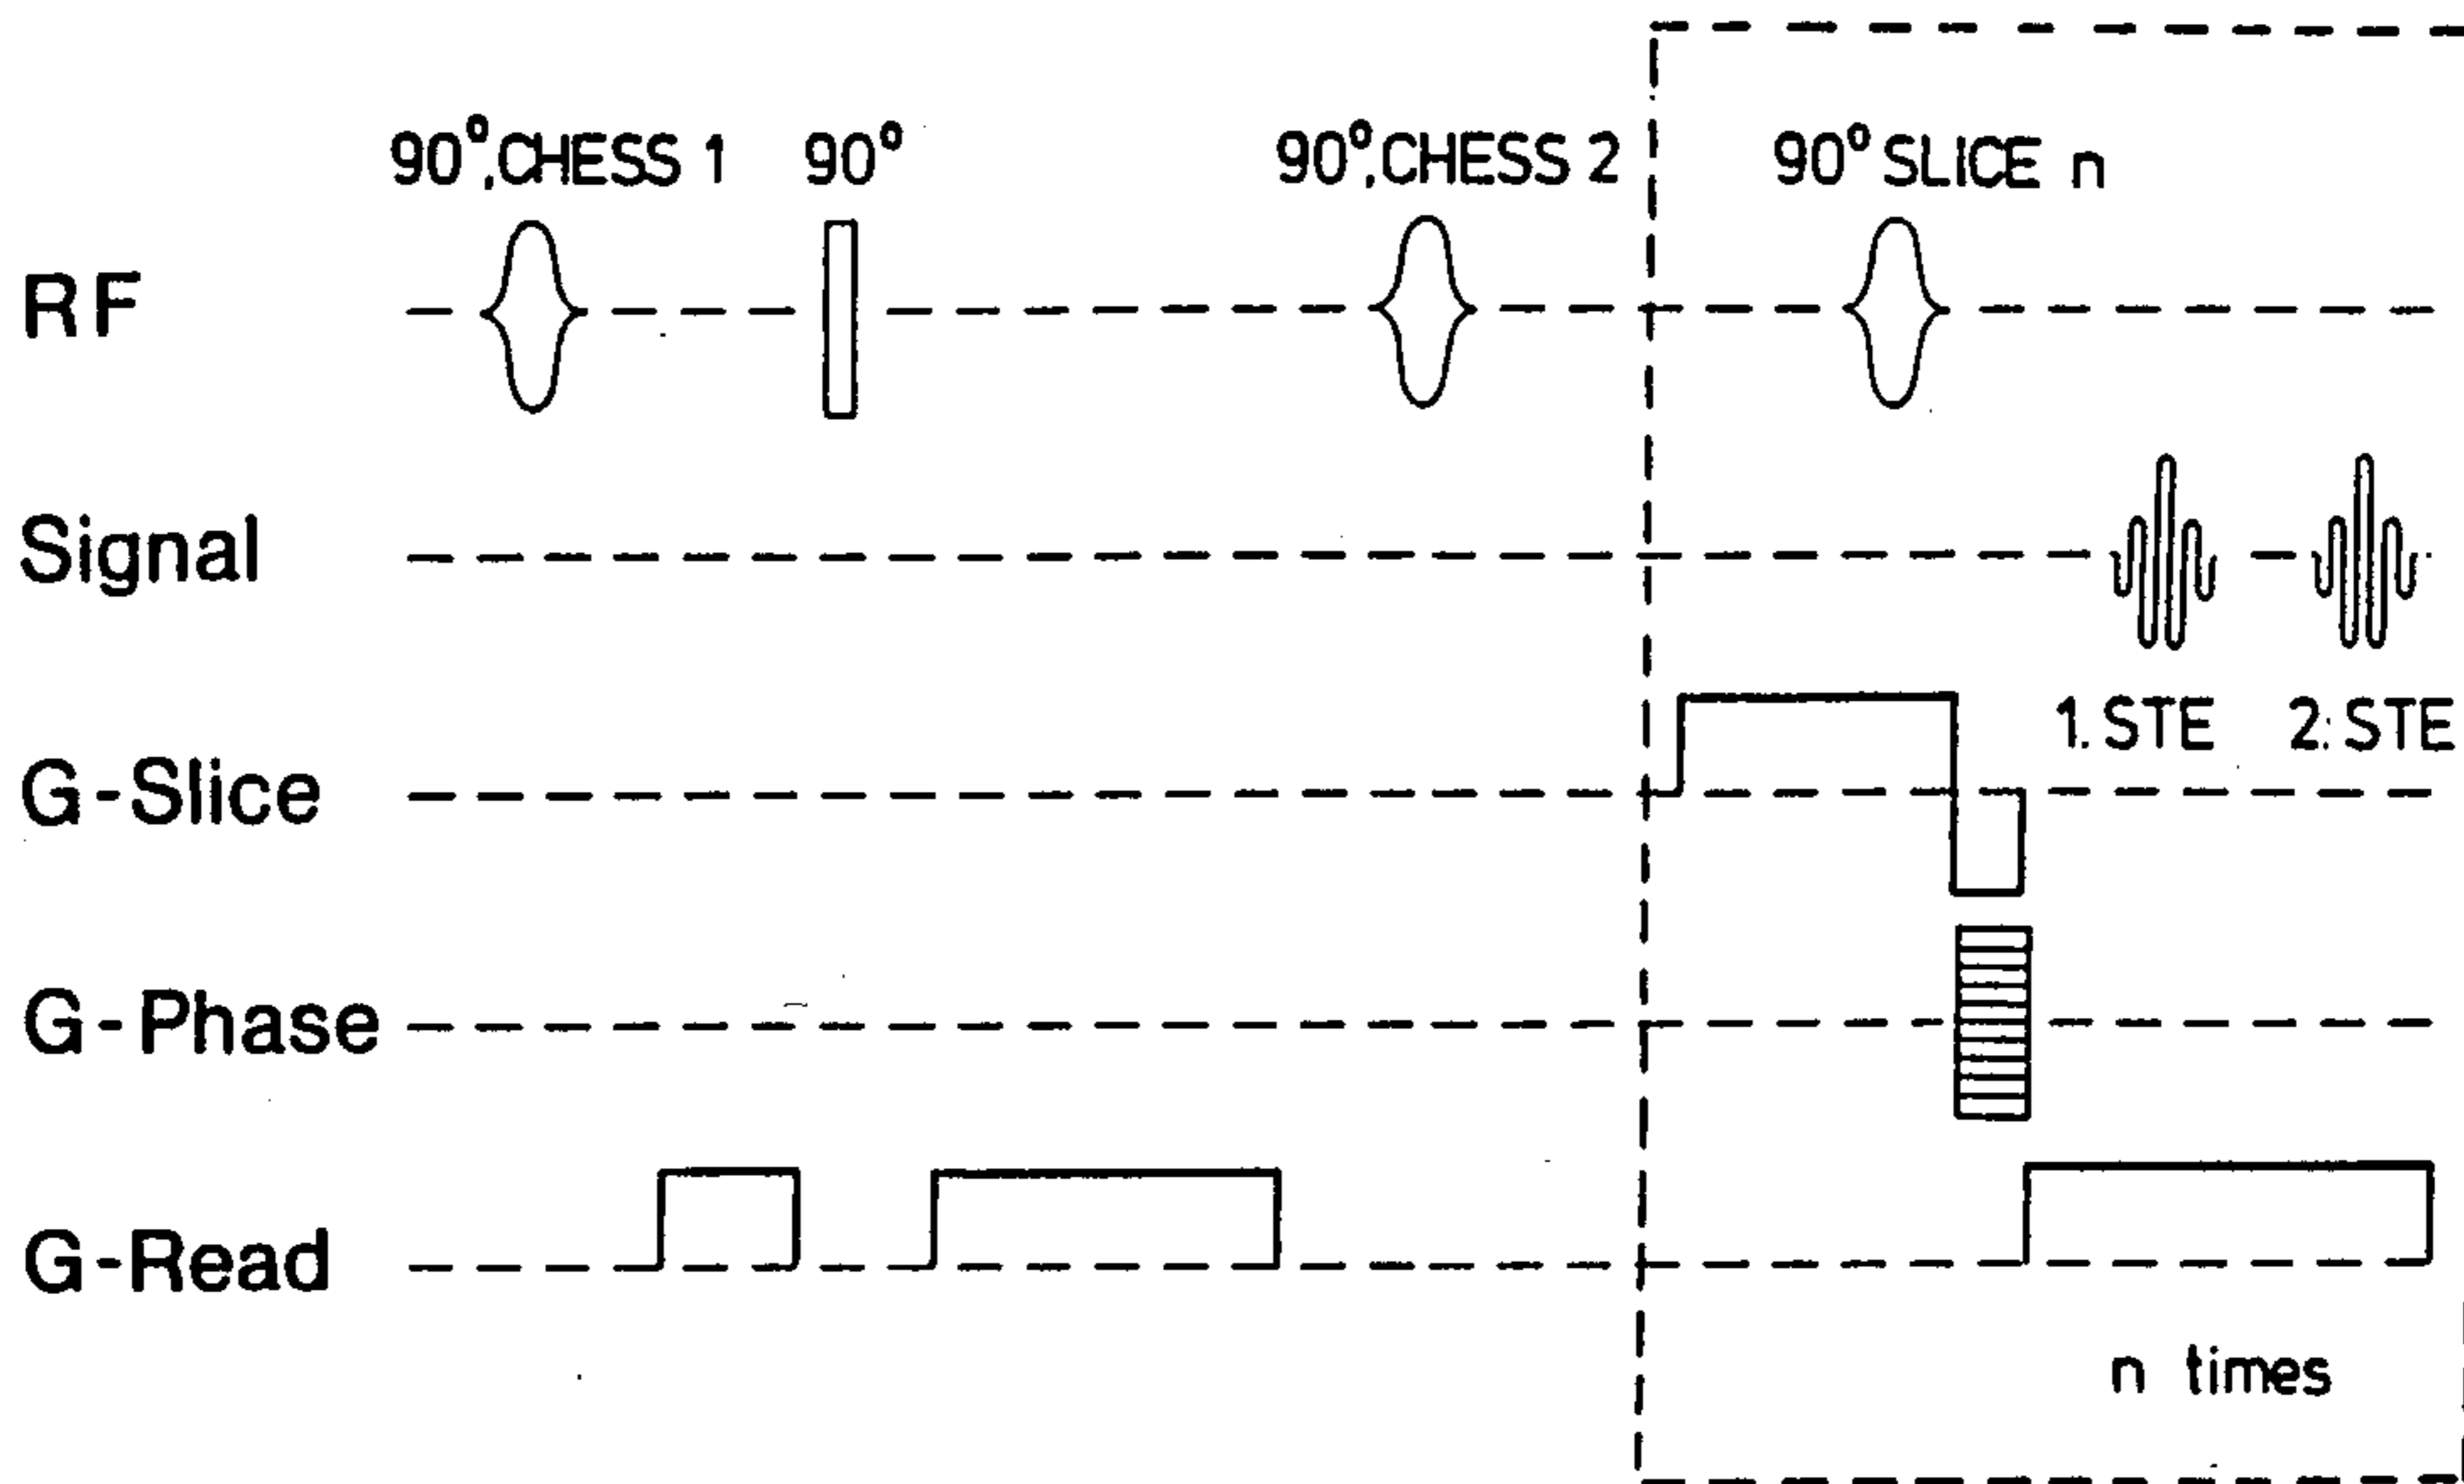 90°,CHESS 1 90° 90°,CHESS 2 90° SLICE n
RF
Signal
1. STE 2. STE
G-Slice
G-Phase
G-Read
n times